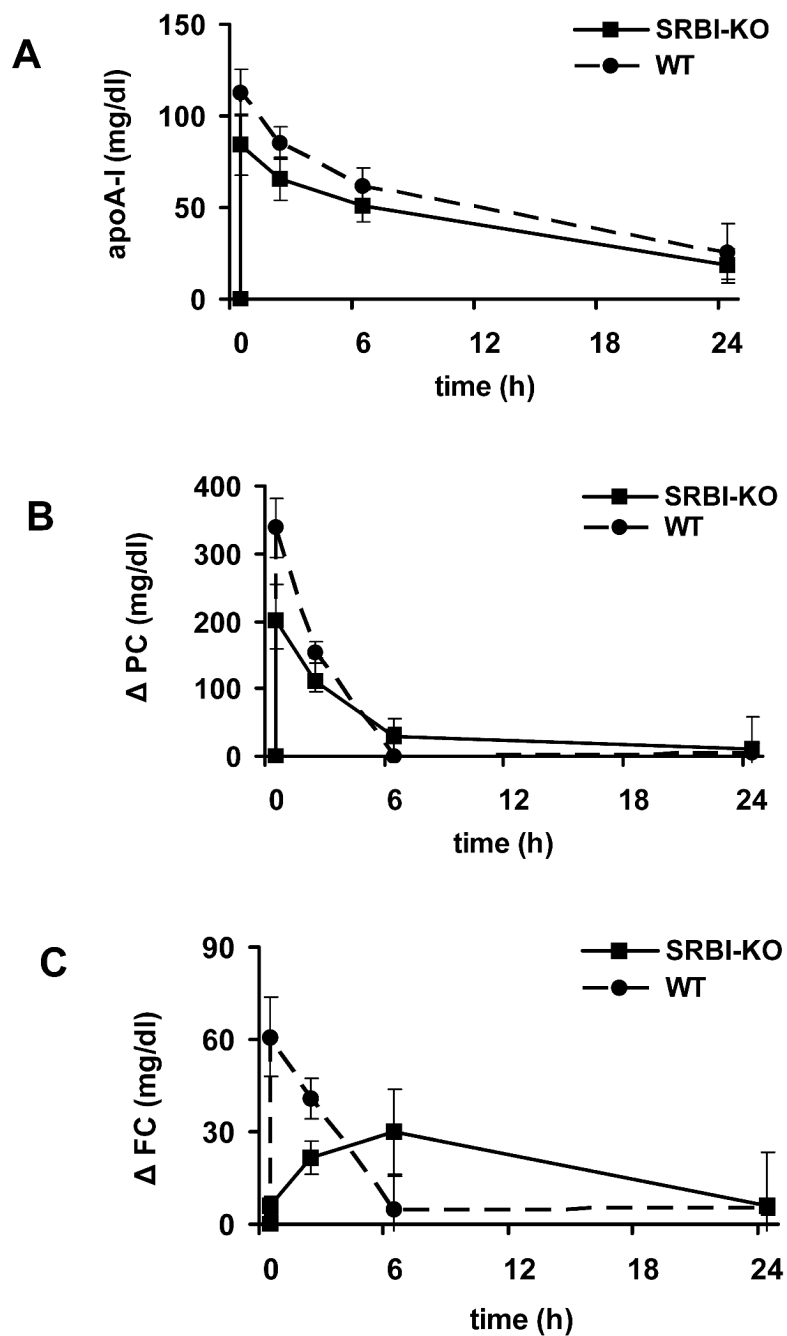 A
SRBI-KO
WT
apoA-I (mg/dl)
150
100
50
0
0 6 12 18 24
time (h)
B
SRBI-KO
WT
Δ PC (mg/dl)
400
300
200
100
0
0 6 12 18 24
time (h)
C
SRBI-KO
WT
Δ FC (mg/dl)
90
60
30
0
0 6 12 18 24
time (h)